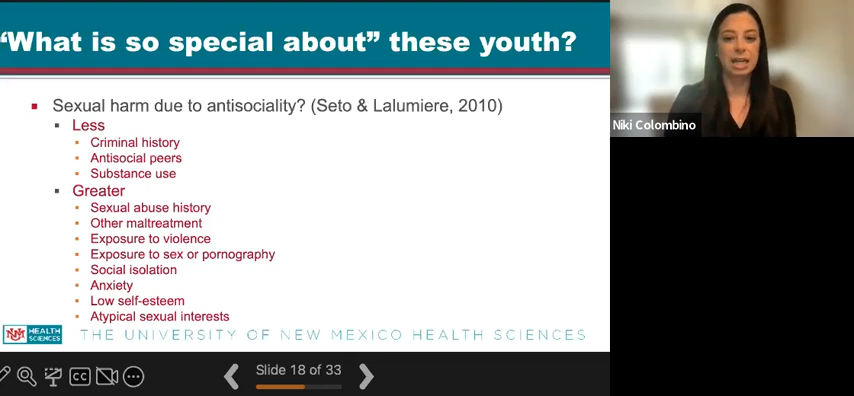 “What is so special about” these youth?
Sexual harm due to antisociality? (Seto & Lalumiere, 2010)
Less
Criminal history
Antisocial peers
Substance use
Greater
Sexual abuse history
Other maltreatment
Exposure to violence
Exposure to sex or pornography
Social isolation
Anxiety
Low self-esteem
Atypical sexual interests
UNM HEALTH
SCIENCES
THE UNIVERSITY OF NEW MEXICO HEALTH SCIENCES
CC
Slide 18 of 33
Niki Colombino